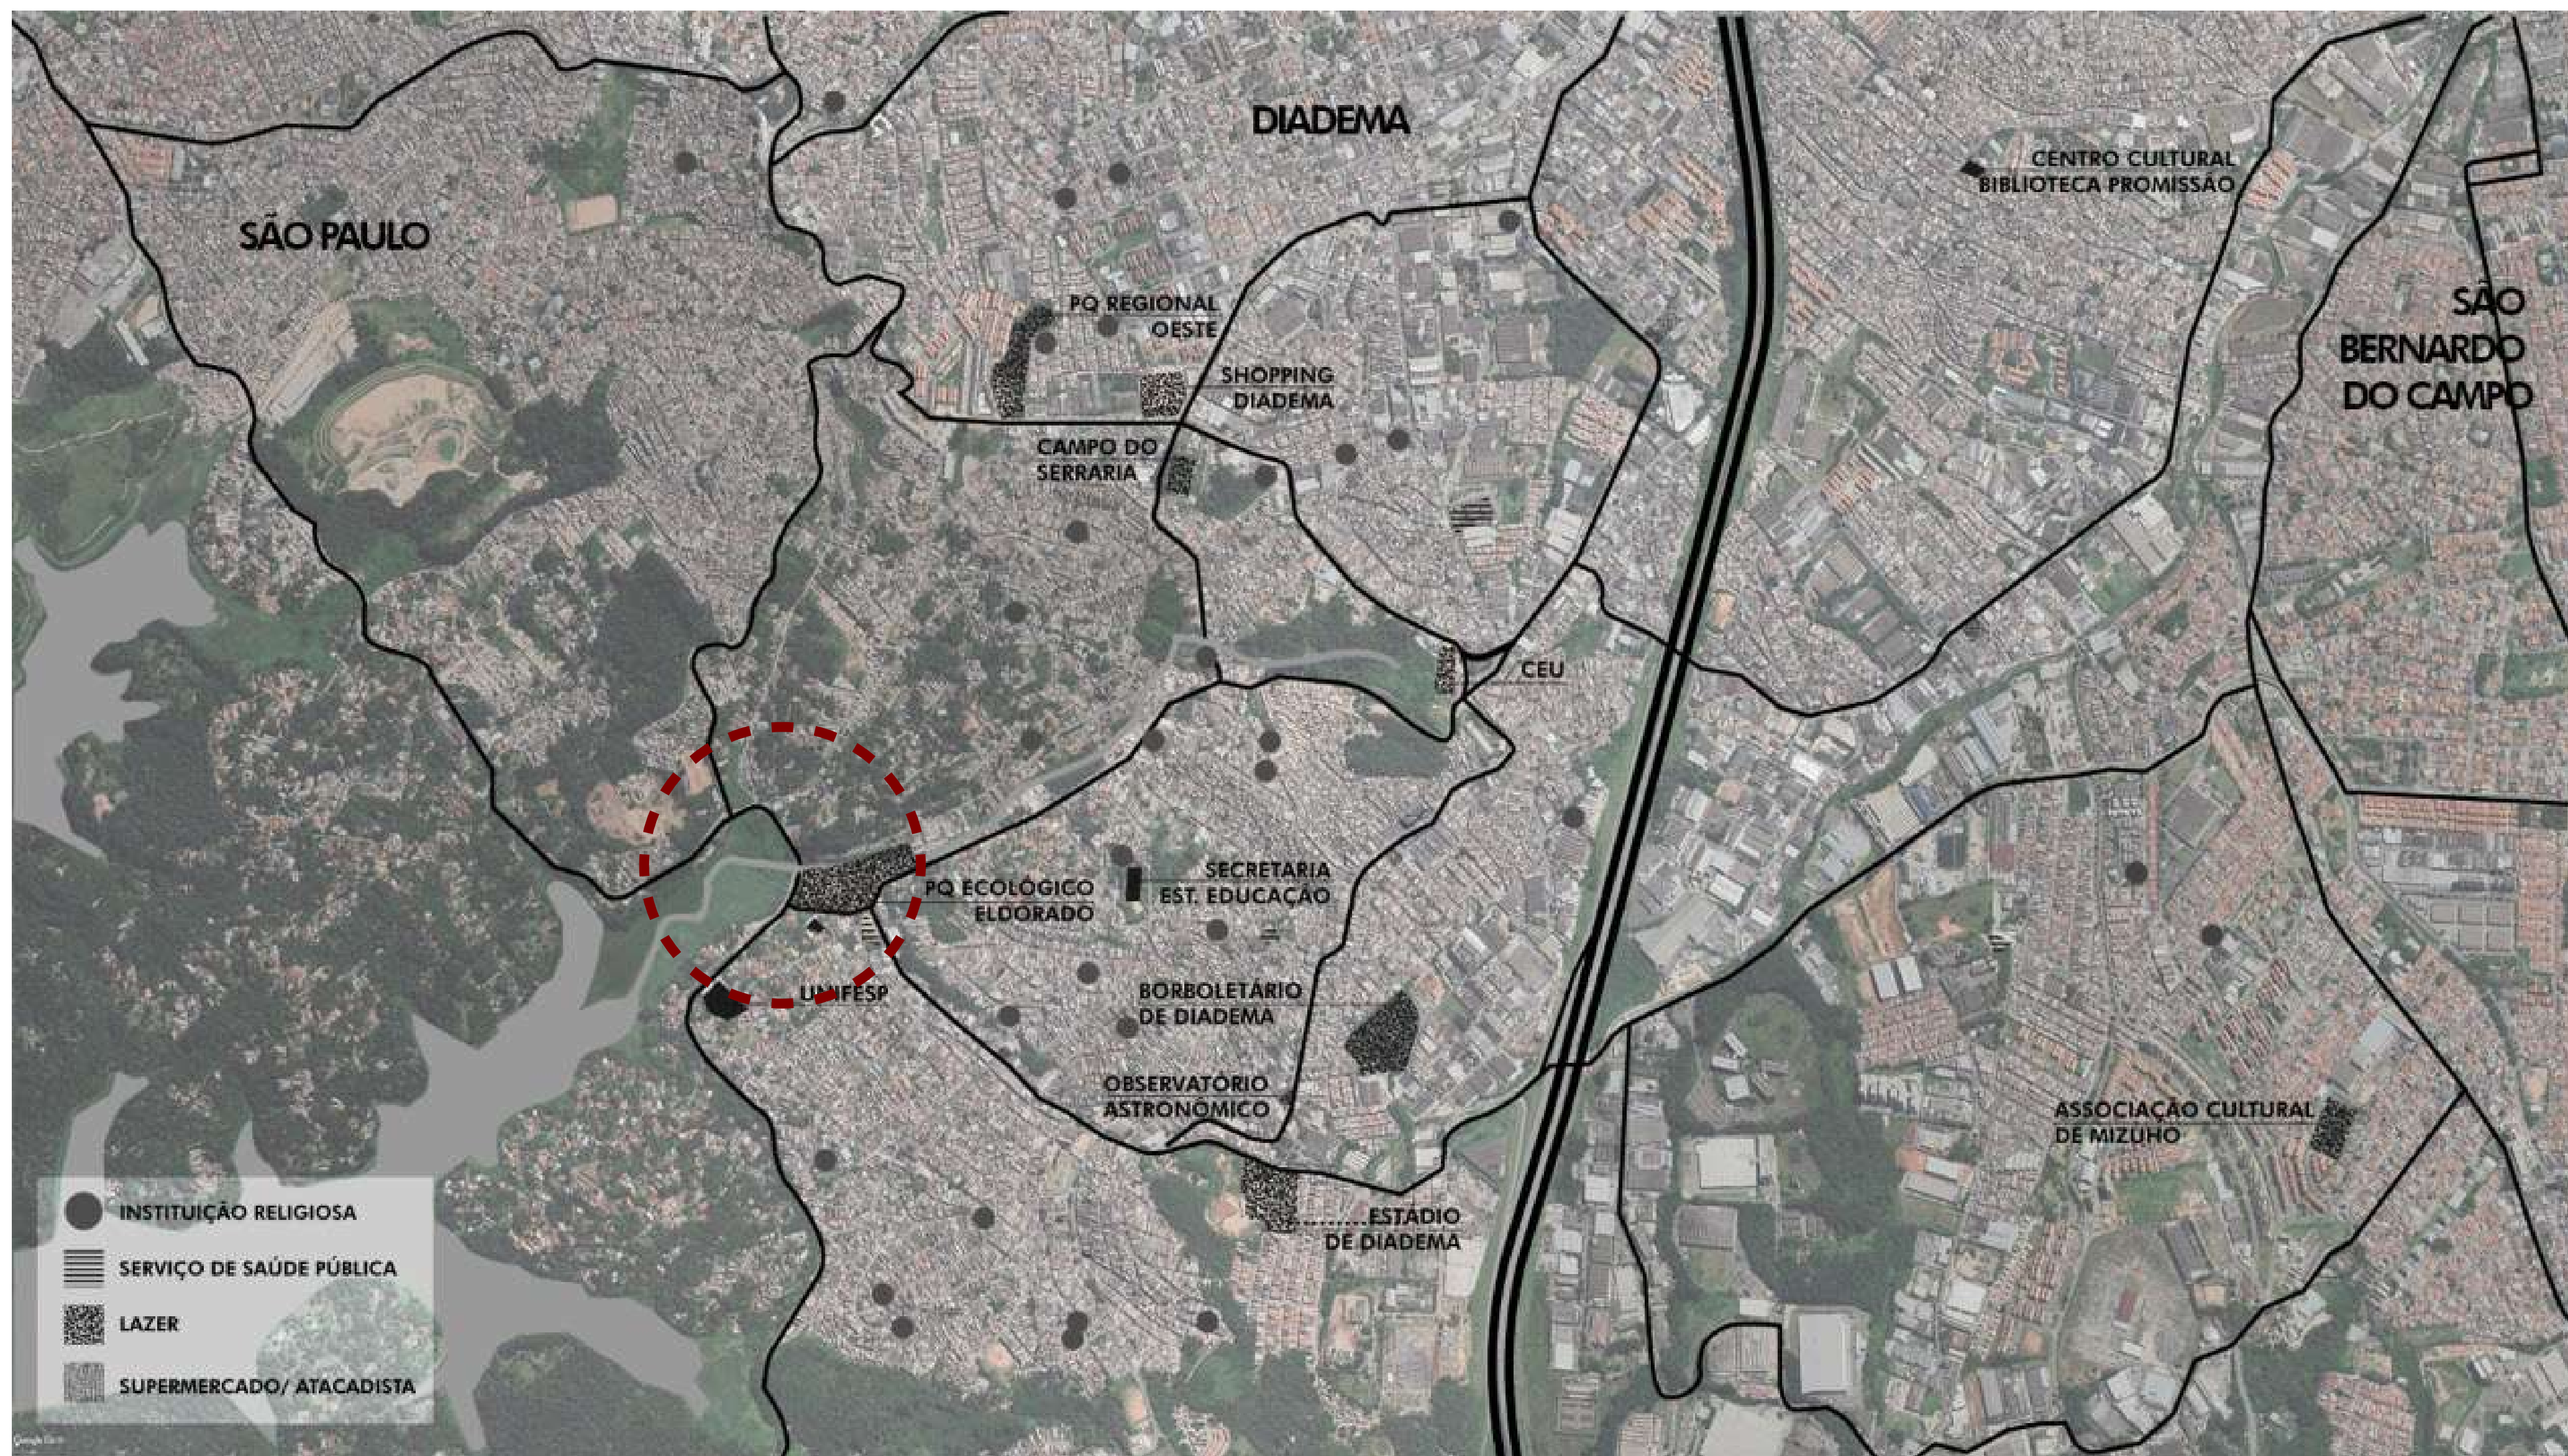 DIADEMA
CENTRO CULTURAL
BIBLIOTECA PROMISSÃO
SÃO PAULO
SÃO
BERNARDO
DO CAMPO
PQ REGIONAL
OESTE
SHOPPING
DIADEMA
CAMPO DO
SERRARIA
CEU
SECRETARIA
EST. EDUCAÇÃO
PQ ECOLÓGICO
ELDORADO
UNIFESP
BORBOLETÁRIO
DE DIADEMA
OBSERVATÓRIO
ASTRONÔMICO
ASSOCIAÇÃO CULTURAL
DE MIZUHO
ESTÁDIO
DE DIADEMA
INSTITUIÇÃO RELIGIOSA
SERVIÇO DE SAÚDE PÚBLICA
LAZER
SUPERMERCADO/ ATACADISTA
Google